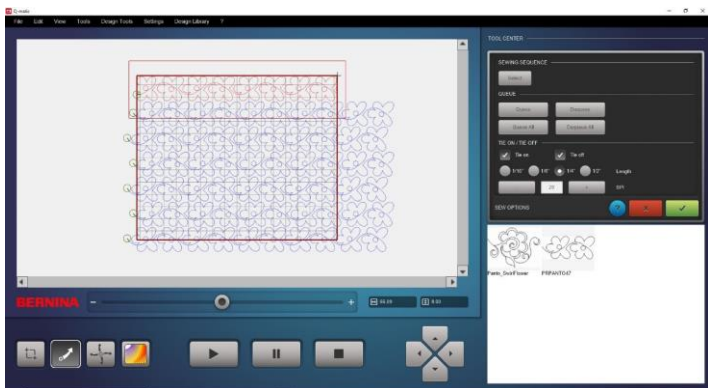 Q-matic
File Edit View Tools Design Tools Settings Design Library ?
TOOL CENTER
SEWING SEQUENCE
Select
QUEUE
Queue Dequeue
Queue All Dequeue All
TIE ON / TIE OFF
Tie on Tie off
1/16" 1/8" 1/4" 1/2" Length
- 20 + SPI
SEW OPTIONS
?
Panto_SwirlFlower PRPANTO47
BERNINA - +